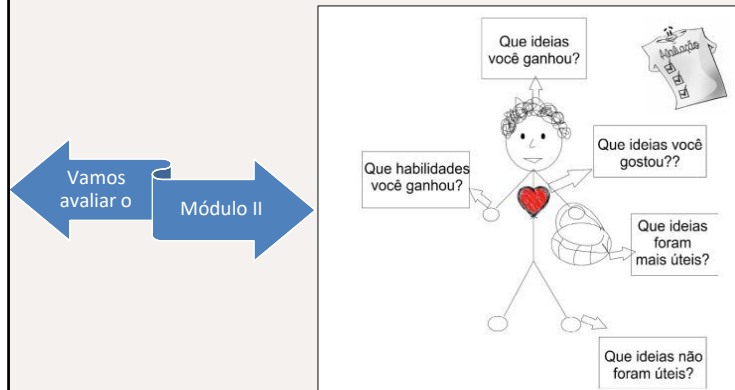 Que ideias
você ganhou?
Avaliação
Que ideias você
gostou??
Que habilidades
você ganhou?
Vamos
avaliar o
Módulo II
Que ideias
foram
mais úteis?
Que ideias não
foram úteis?